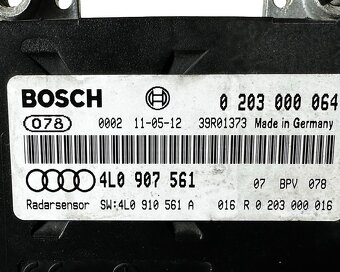 BOSCH 0 203 000 064
078 0002 11-05-12 39R01373 Made in Germany
4L0 907 561 07 BPV 078
Radarsensor SW:4L0 910 561 A 016 R 0 203 000 016